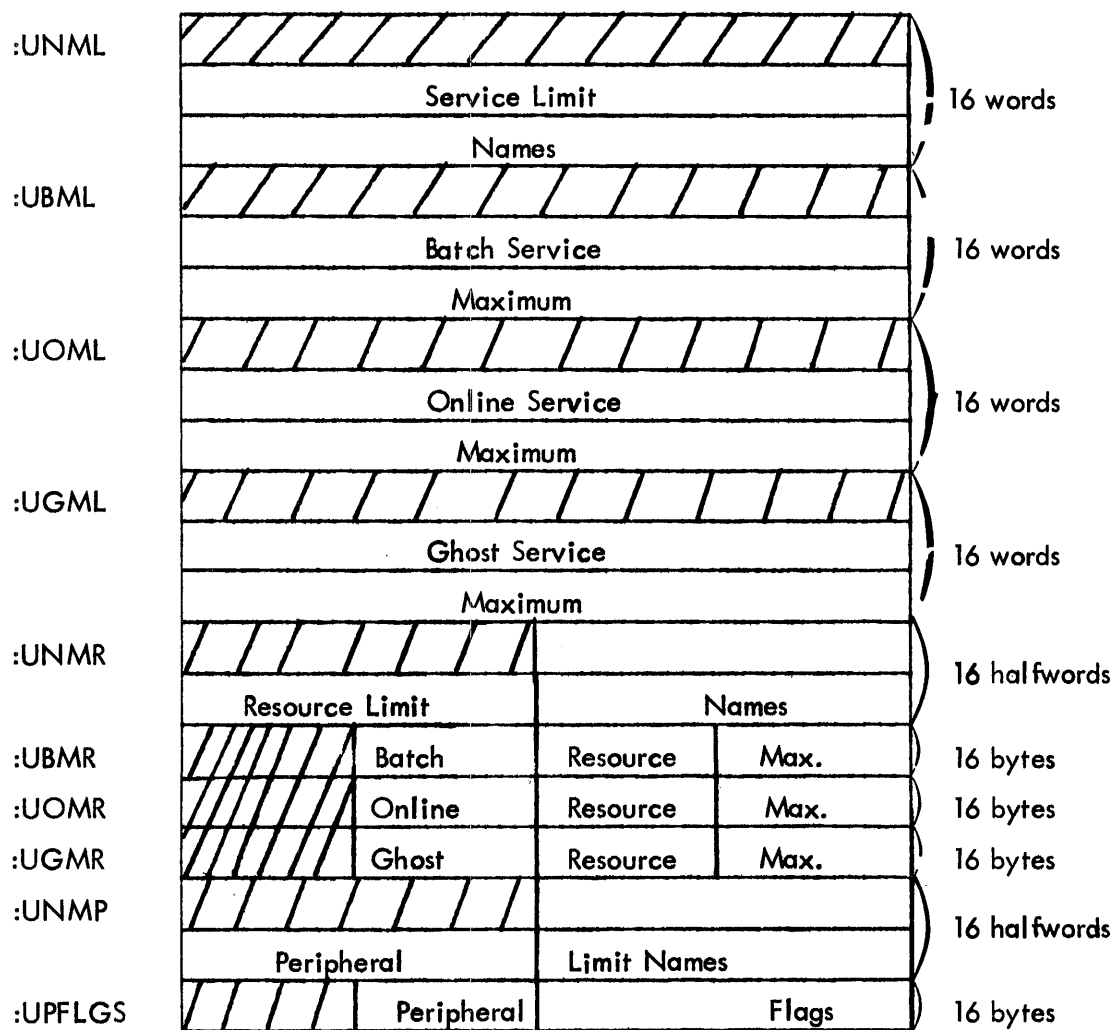 :UNML
Service Limit 16 words
Names
:UBML
Batch Service 16 words
Maximum
:UOML
Online Service 16 words
Maximum
:UGML
Ghost Service 16 words
Maximum
:UNMR
16 halfwords
Resource Limit Names
:UBMR Batch Resource Max. 16 bytes
:UOMR Online Resource Max. 16 bytes
:UGMR Ghost Resource Max. 16 bytes
:UNMP
16 halfwords
Peripheral Limit Names
:UPFLGS Peripheral Flags 16 bytes